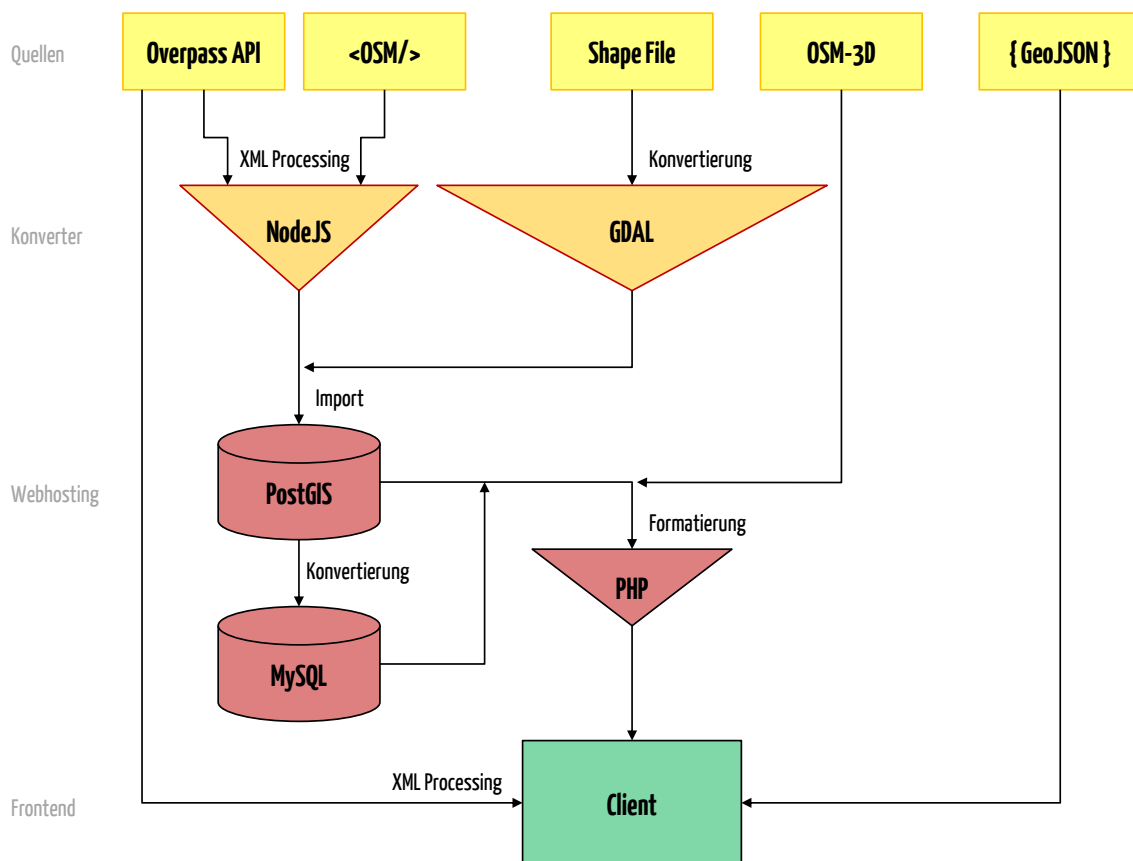 Quellen
Overpass API
<OSM/>
Shape File
OSM-3D
{ GeoJSON }
XML Processing
Konvertierung
Konverter
NodeJS
GDAL
Import
Webhosting
PostGIS
Formatierung
Konvertierung
PHP
MySQL
XML Processing
Frontend
Client